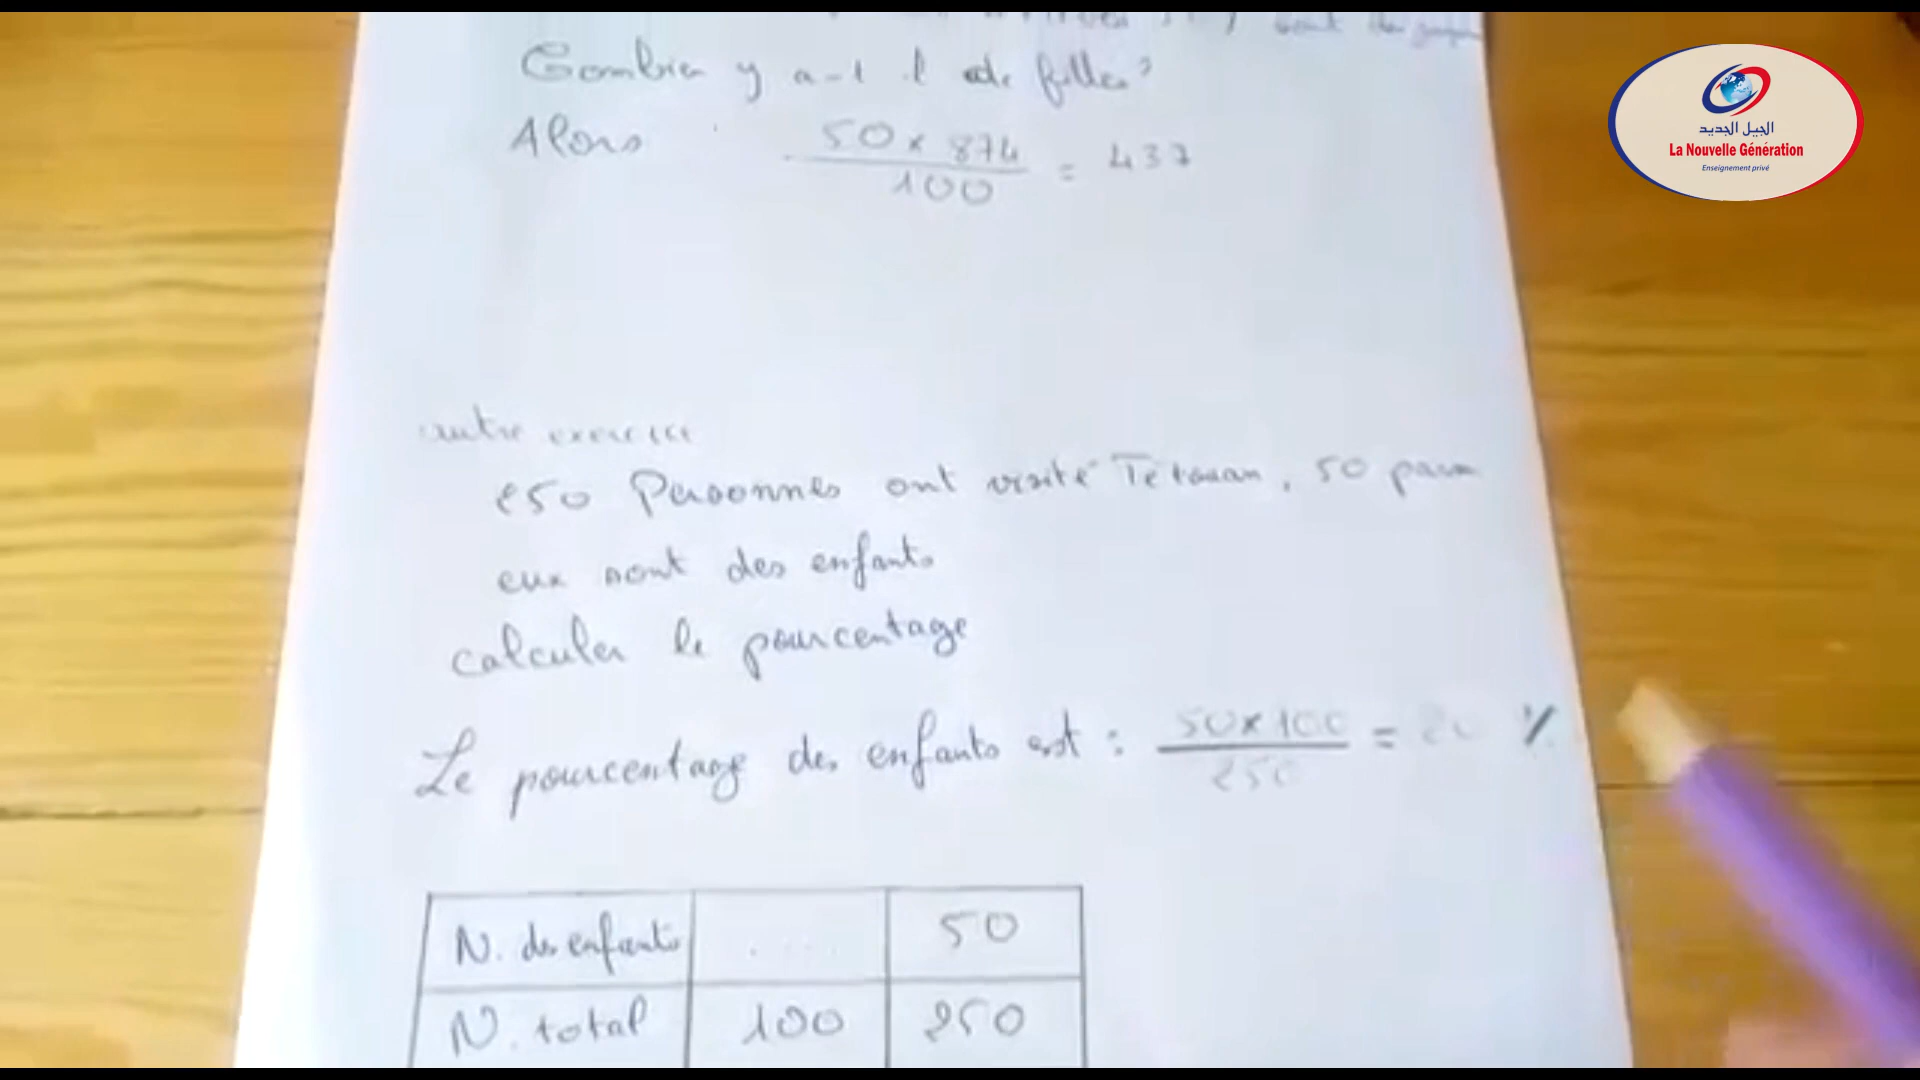 Combien y a-t il de filles?
Alors 50 x 874 / 100 = 437
autre exercice
250 Personnes ont visité Tétouan, 50 parm
eux sont des enfants
calculer le pourcentage
Le pourcentage des enfants est : 50 x 100 / 250 = 20 %
N. des enfants .... 50
N. total 100 250
الجيل الجديد
La Nouvelle Génération
Enseignement privé